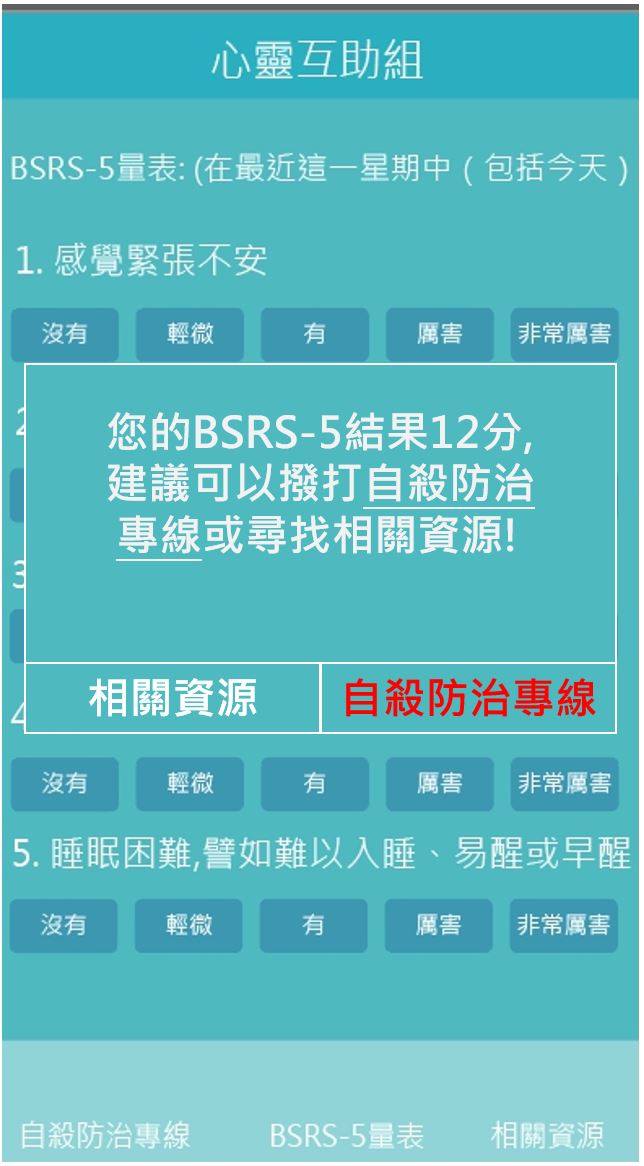 心靈互助組
BSRS-5量表: (在最近這一星期中 ( 包括今天 )
1. 感覺緊張不安
沒有 輕微 有 厲害 非常厲害
2
您的BSRS-5結果12分,
建議可以撥打自殺防治
專線或尋找相關資源!
3
相關資源 自殺防治專線
4
沒有 輕微 有 厲害 非常厲害
5. 睡眠困難,譬如難以入睡、易醒或早醒
沒有 輕微 有 厲害 非常厲害
自殺防治專線 BSRS-5量表 相關資源